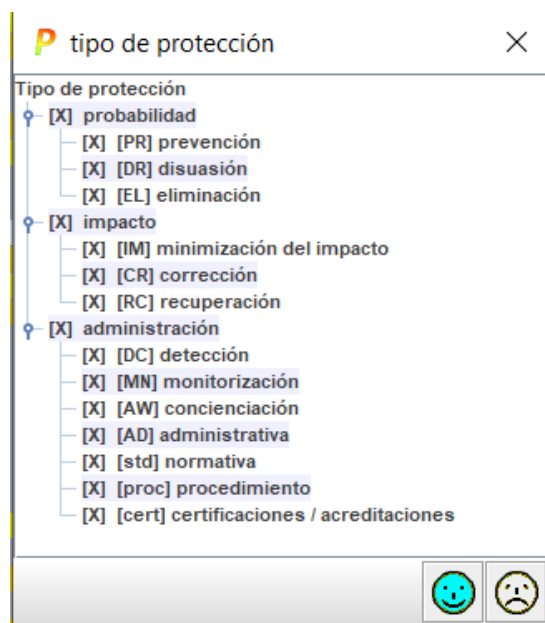 P tipo de protección
Tipo de protección
[X] probabilidad
[X] [PR] prevención
[X] [DR] disuasión
[X] [EL] eliminación
[X] impacto
[X] [IM] minimización del impacto
[X] [CR] corrección
[X] [RC] recuperación
[X] administración
[X] [DC] detección
[X] [MN] monitorización
[X] [AW] concienciación
[X] [AD] administrativa
[X] [std] normativa
[X] [proc] procedimiento
[X] [cert] certificaciones / acreditaciones